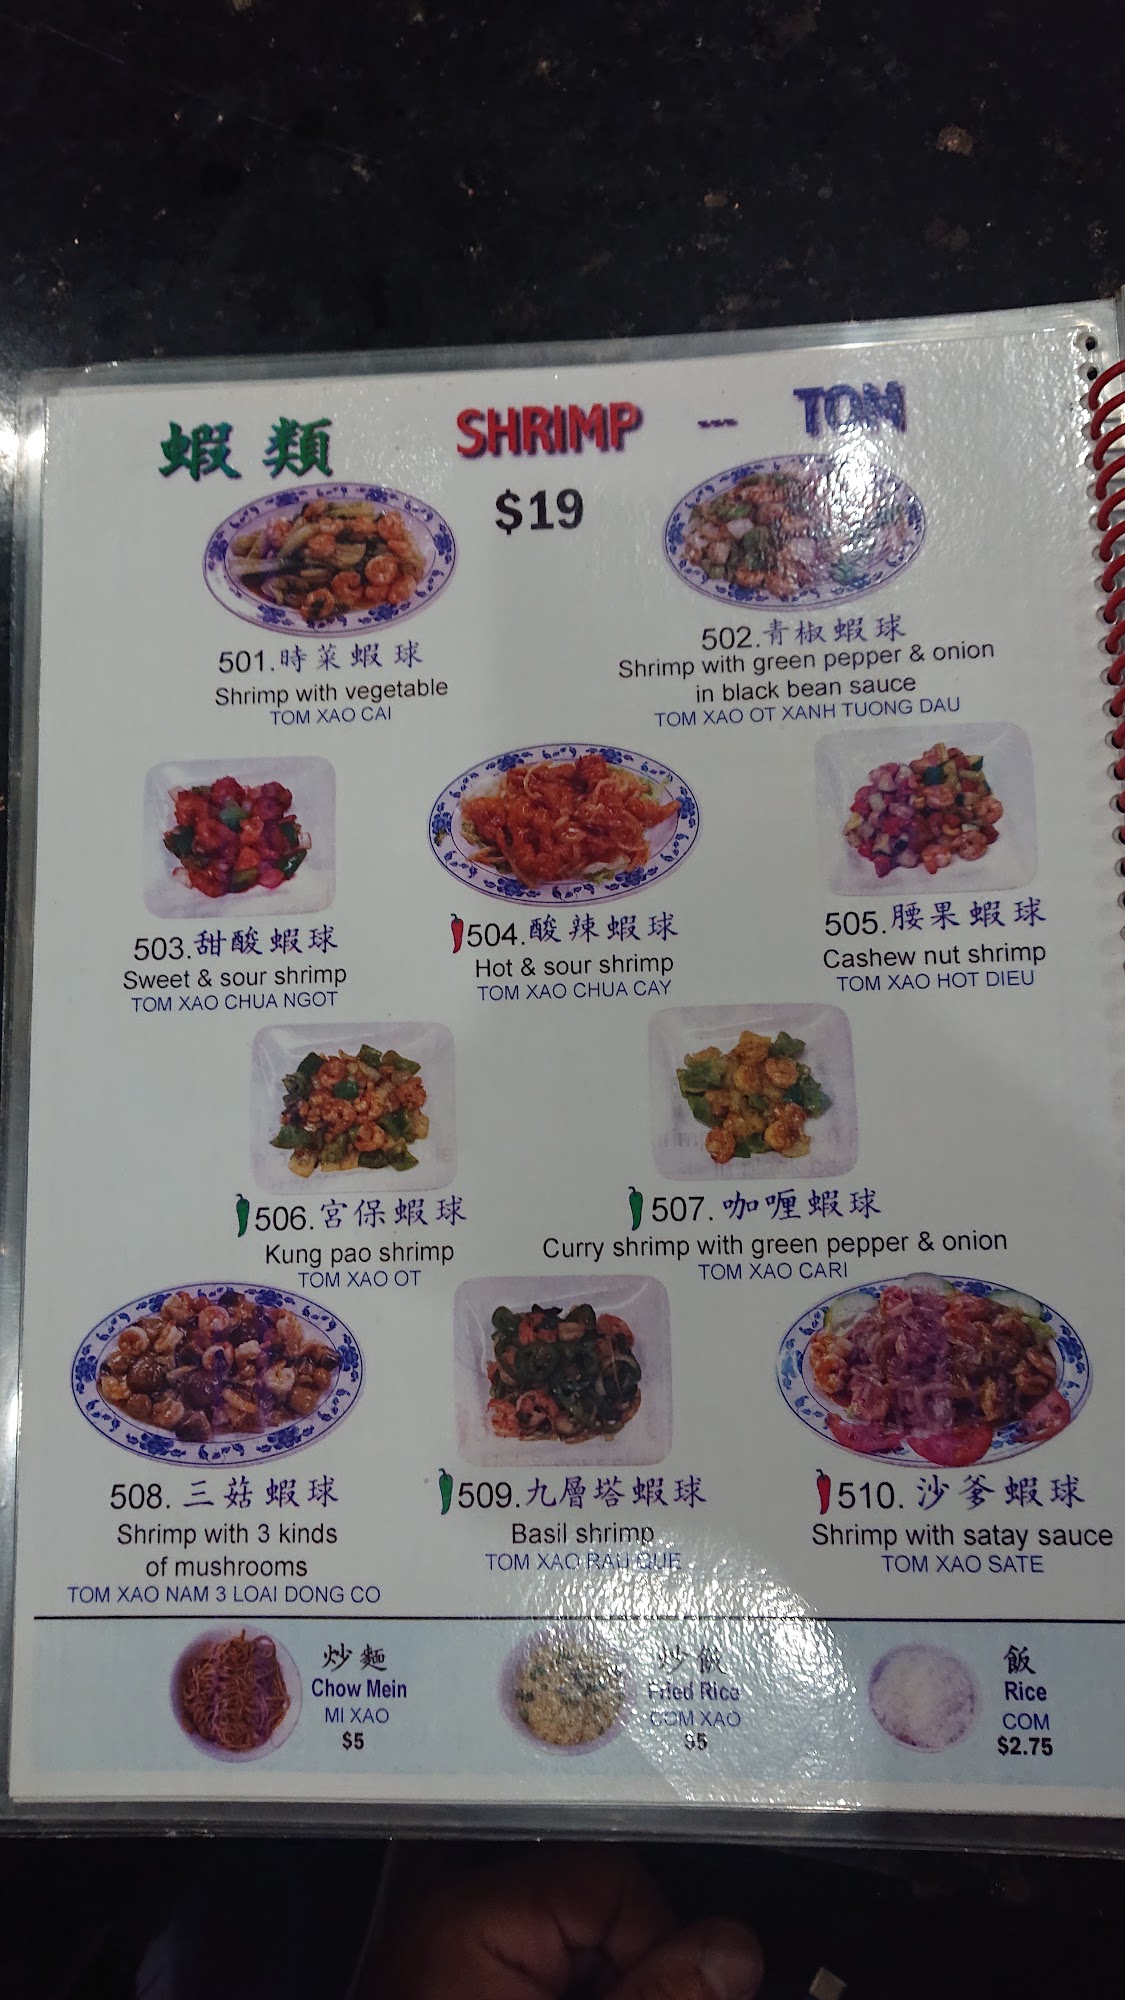 蝦類 SHRIMP --- TOM
$19
501.時菜蝦球
Shrimp with vegetable
TOM XAO CAI
502.青椒蝦球
Shrimp with green pepper & onion
in black bean sauce
TOM XAO OT XANH TUONG DAU
503.甜酸蝦球
Sweet & sour shrimp
TOM XAO CHUA NGOT
504.酸辣蝦球
Hot & sour shrimp
TOM XAO CHUA CAY
505.腰果蝦球
Cashew nut shrimp
TOM XAO HOT DIEU
506.宮保蝦球
Kung pao shrimp
TOM XAO OT
507.咖喱蝦球
Curry shrimp with green pepper & onion
TOM XAO CARI
508.三菇蝦球
Shrimp with 3 kinds
of mushrooms
TOM XAO NAM 3 LOAI DONG CO
509.九層塔蝦球
Basil shrimp
TOM XAO RAU QUE
510.沙爹蝦球
Shrimp with satay sauce
TOM XAO SATE
炒麵
Chow Mein
MI XAO
$5
炒飯
Fried Rice
COM XAO
$5
飯
Rice
COM
$2.75